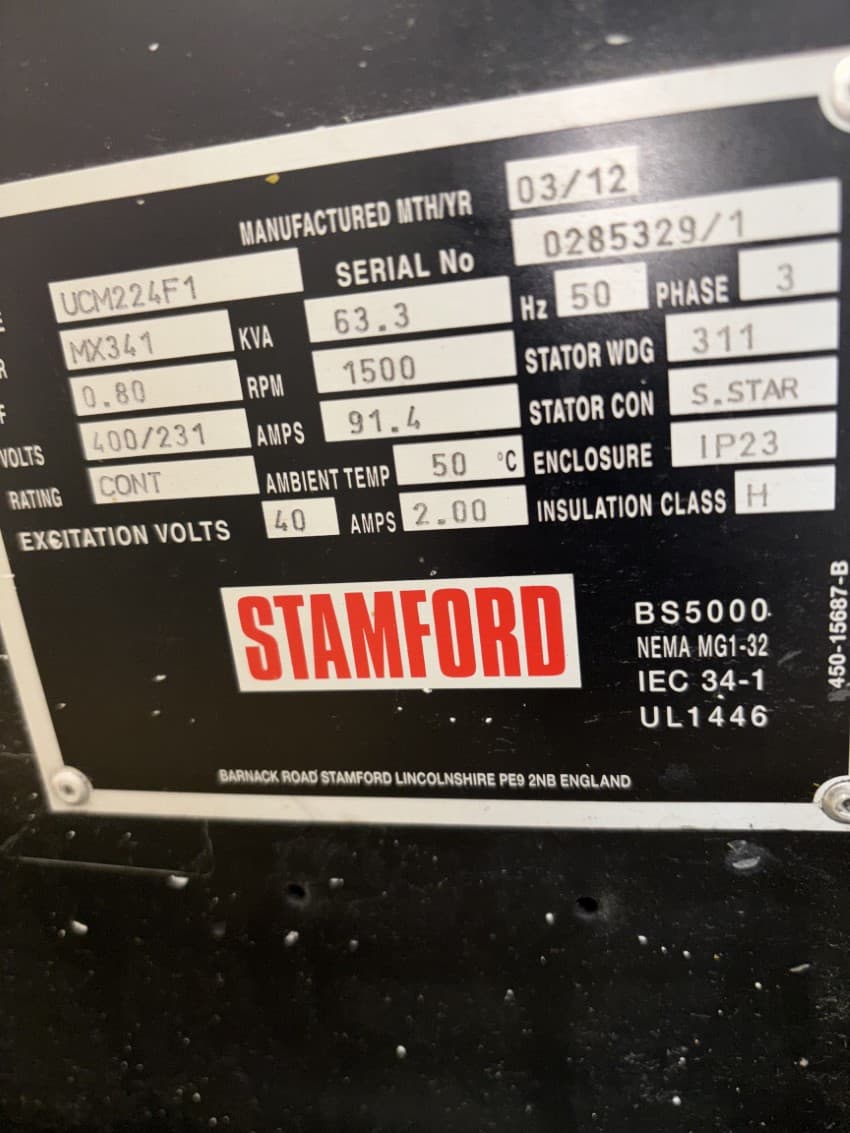 MANUFACTURED MTH/YR 03/12
UCM224F1 SERIAL No 0285329/1
MX341 KVA 63.3 Hz 50 PHASE 3
0.80 RPM 1500 STATOR WDG 311
VOLTS 400/231 AMPS 91.4 STATOR CON S.STAR
RATING CONT AMBIENT TEMP 50 °C ENCLOSURE IP23
EXCITATION VOLTS 40 AMPS 2.00 INSULATION CLASS H
STAMFORD
BS5000
NEMA MG1-32
IEC 34-1
UL1446
450-15687-B
BARNACK ROAD STAMFORD LINCOLNSHIRE PE9 2NB ENGLAND